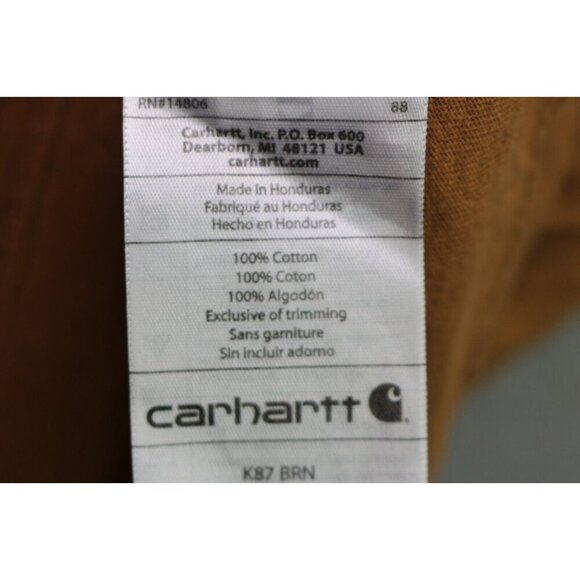 RN#14806 88
Carhartt, Inc. P.O. Box 600
Dearborn, MI 48121 USA
carhartt.com
Made In Honduras
Fabriqué au Honduras
Hecho en Honduras
100% Cotton
100% Coton
100% Algodón
Exclusive of trimming
Sans garniture
Sin incluir adorno
carhartt
K87 BRN